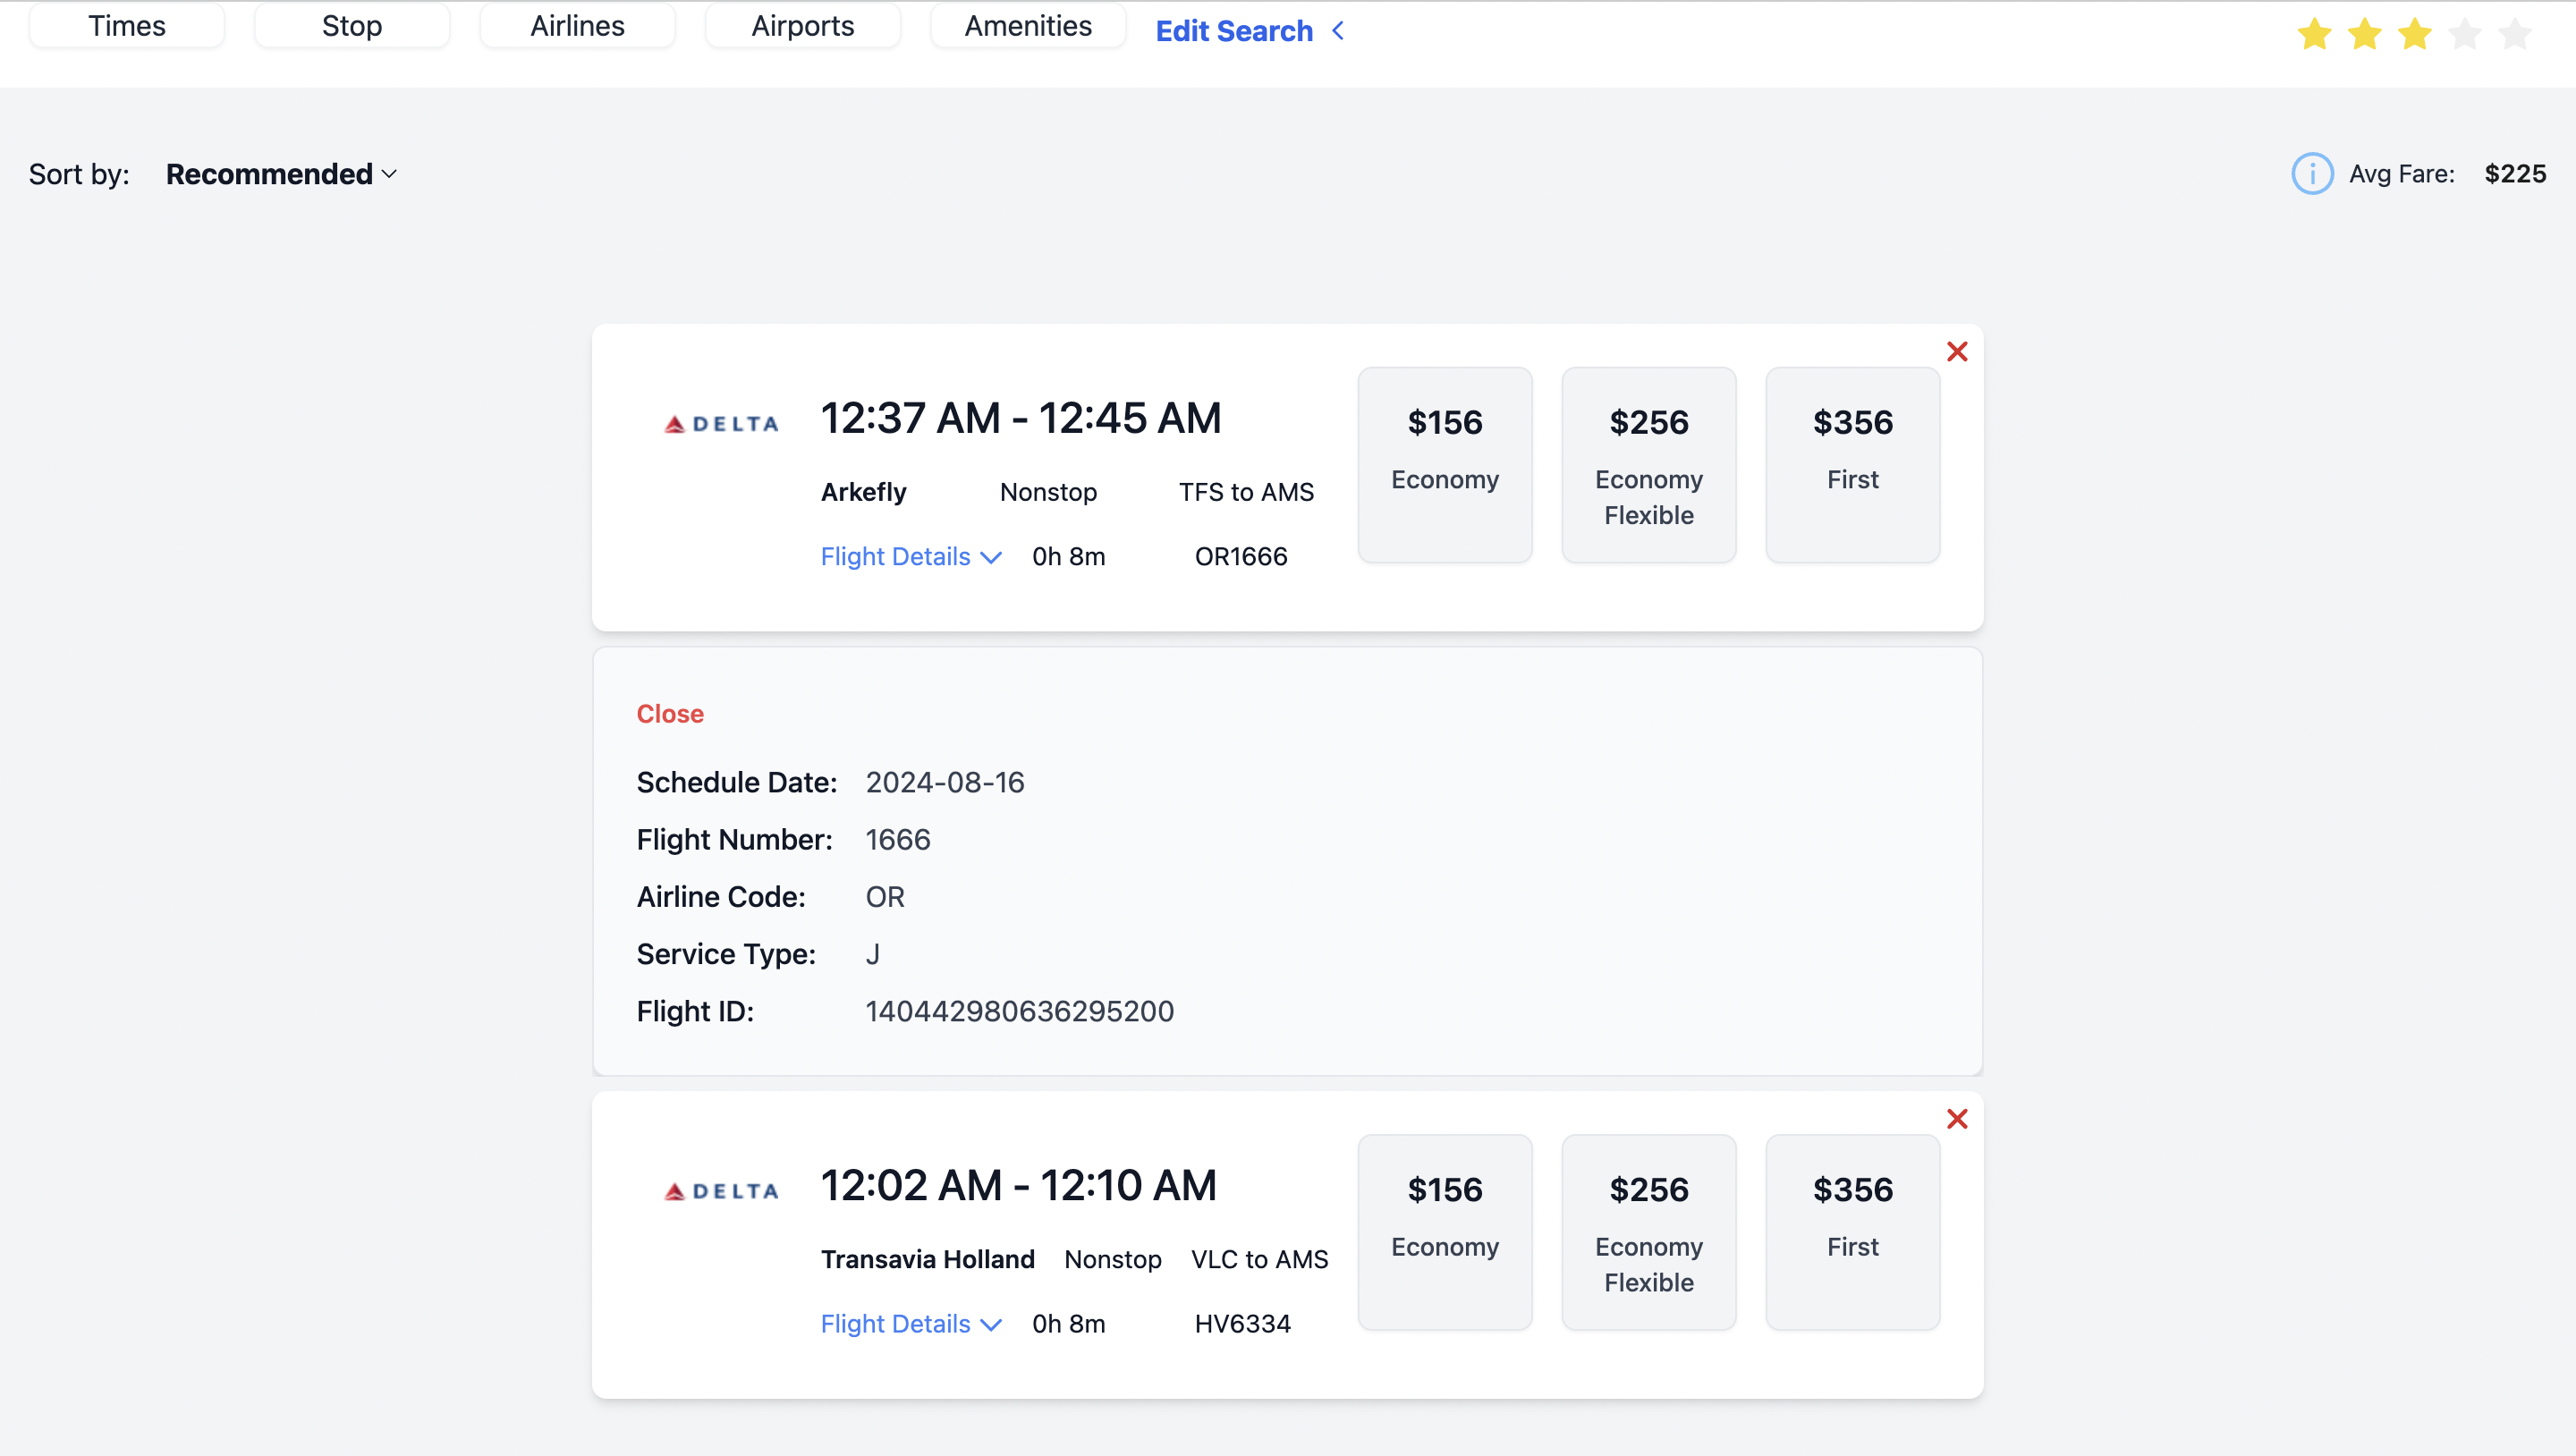 Times Stop Airlines Airports Amenities Edit Search
Sort by: Recommended
Avg Fare: $225
DELTA
12:37 AM - 12:45 AM
Arkefly Nonstop TFS to AMS
Flight Details 0h 8m OR1666
$156
Economy
$256
Economy
Flexible
$356
First
Close
Schedule Date: 2024-08-16
Flight Number: 1666
Airline Code: OR
Service Type: J
Flight ID: 140442980636295200
DELTA
12:02 AM - 12:10 AM
Transavia Holland Nonstop VLC to AMS
Flight Details 0h 8m HV6334
$156
Economy
$256
Economy
Flexible
$356
First